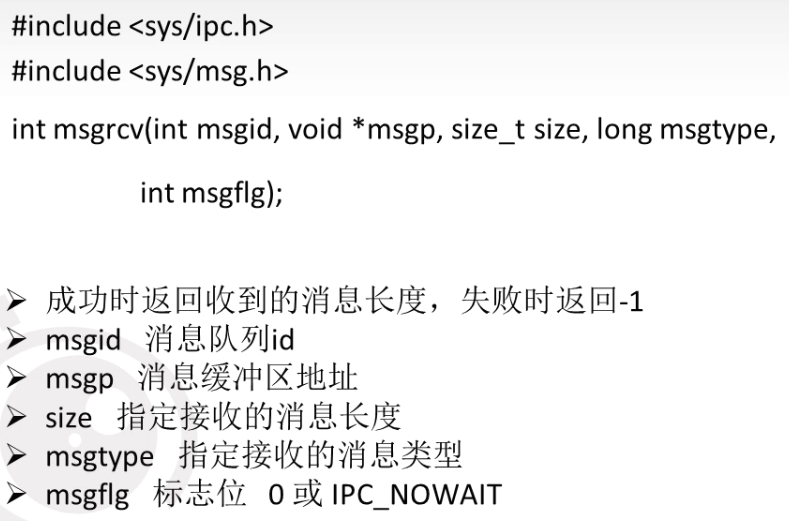 #include <sys/ipc.h>
#include <sys/msg.h>
int msgrcv(int msgid, void *msgp, size_t size, long msgtype,
int msgflg);
➢ 成功时返回收到的消息长度，失败时返回-1
➢ msgid 消息队列id
➢ msgp 消息缓冲区地址
➢ size 指定接收的消息长度
➢ msgtype 指定接收的消息类型
➢ msgflg 标志位 0 或 IPC_NOWAIT